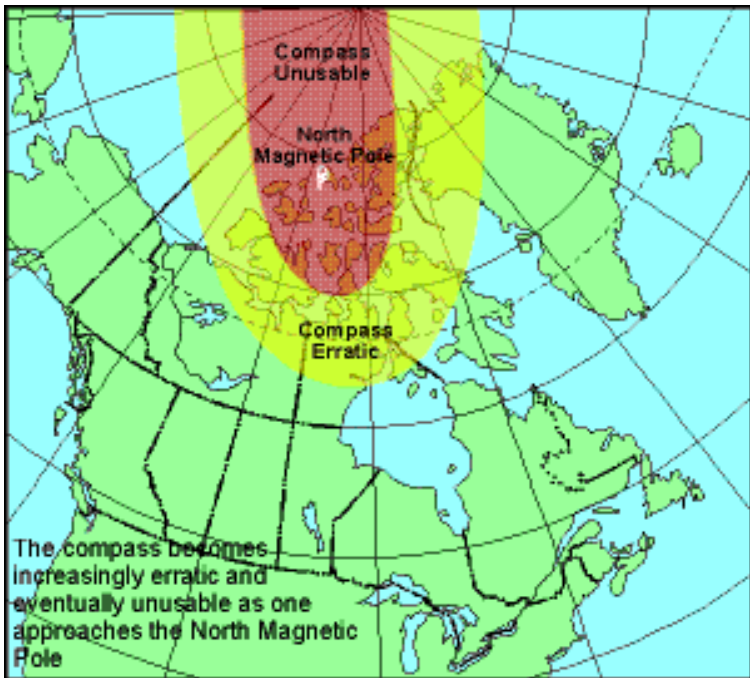 Compass
Unusable
North
Magnetic Pole
Compass
Erratic
The compass becomes
increasingly erratic and
eventually unusable as one
approaches the North Magnetic
Pole